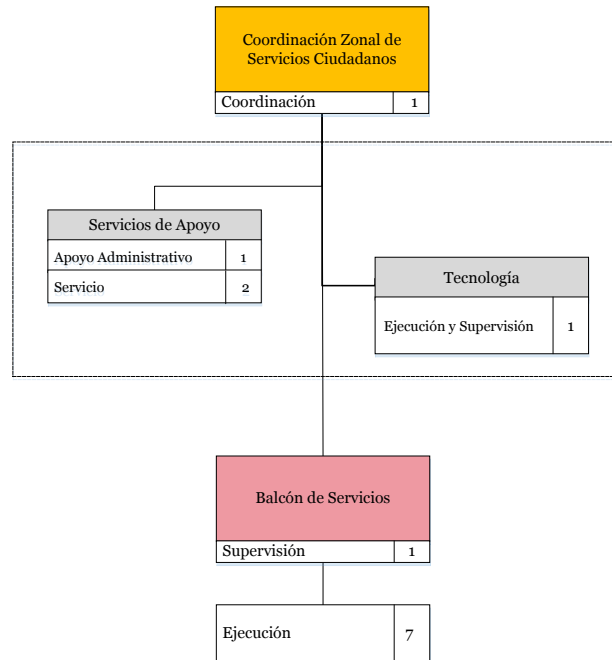 Coordinación Zonal de
Servicios Ciudadanos
Coordinación 1
Servicios de Apoyo
Apoyo Administrativo 1
Servicio 2
Tecnología
Ejecución y Supervisión 1
Balcón de Servicios
Supervisión 1
Ejecución 7